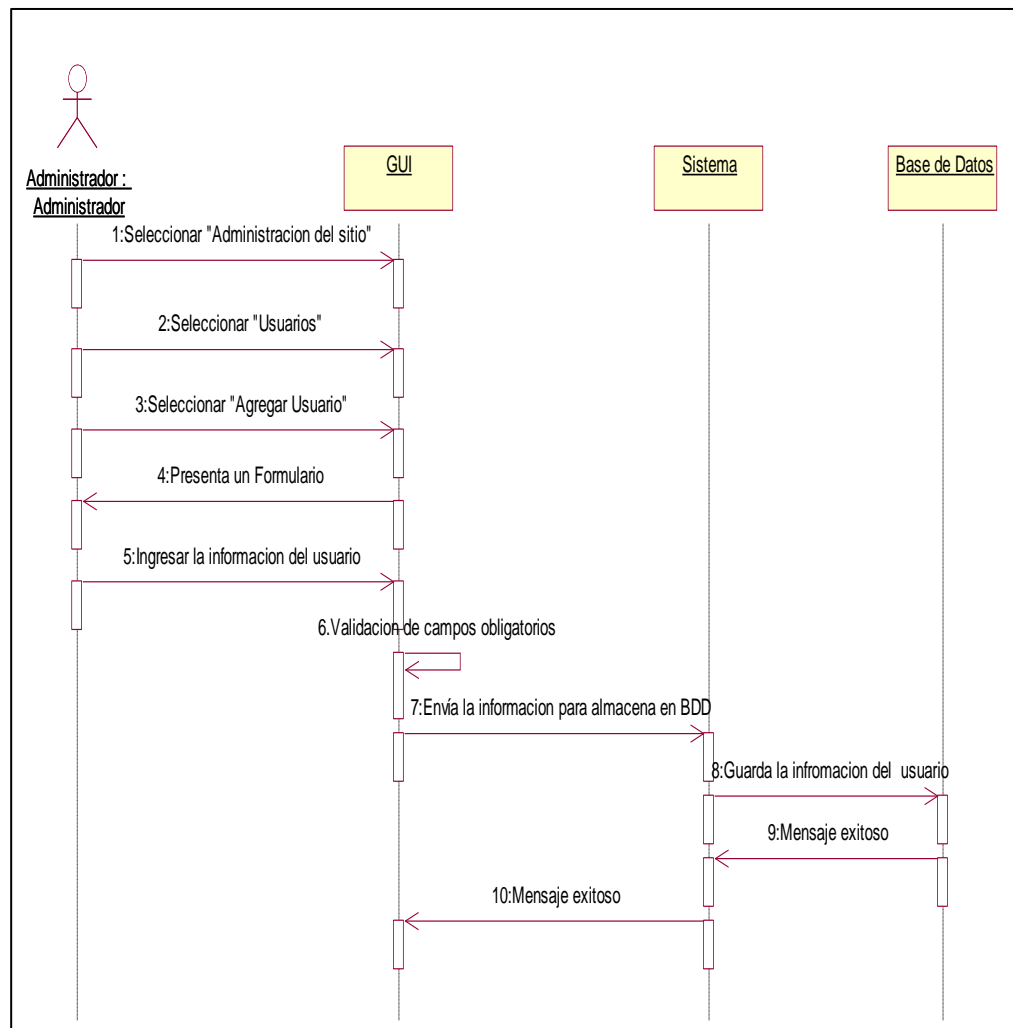 Administrador :
Administrador
GUI
Sistema
Base de Datos
1:Seleccionar "Administracion del sitio"
2:Seleccionar "Usuarios"
3:Seleccionar "Agregar Usuario"
4:Presenta un Formulario
5:Ingresar la informacion del usuario
6.Validacion de campos obligatorios
7:Envía la informacion para almacena en BDD
8:Guarda la infromacion del usuario
9:Mensaje exitoso
10:Mensaje exitoso